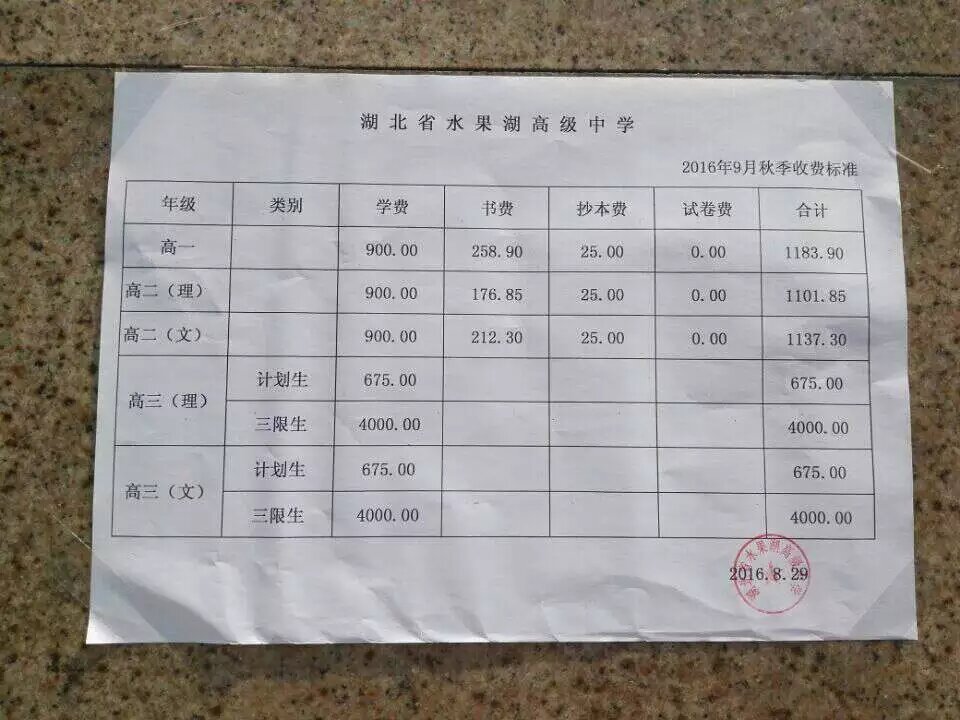 湖北省水果湖高级中学
2016年9月秋季收费标准
年级 类别 学费 书费 抄本费 试卷费 合计
高一 900.00 258.90 25.00 0.00 1183.90
高二（理） 900.00 176.85 25.00 0.00 1101.85
高二（文） 900.00 212.30 25.00 0.00 1137.30
高三（理） 计划生 675.00 675.00
三限生 4000.00 4000.00
高三（文） 计划生 675.00 675.00
三限生 4000.00 4000.00
湖北省水果湖高级中学
2016.8.29